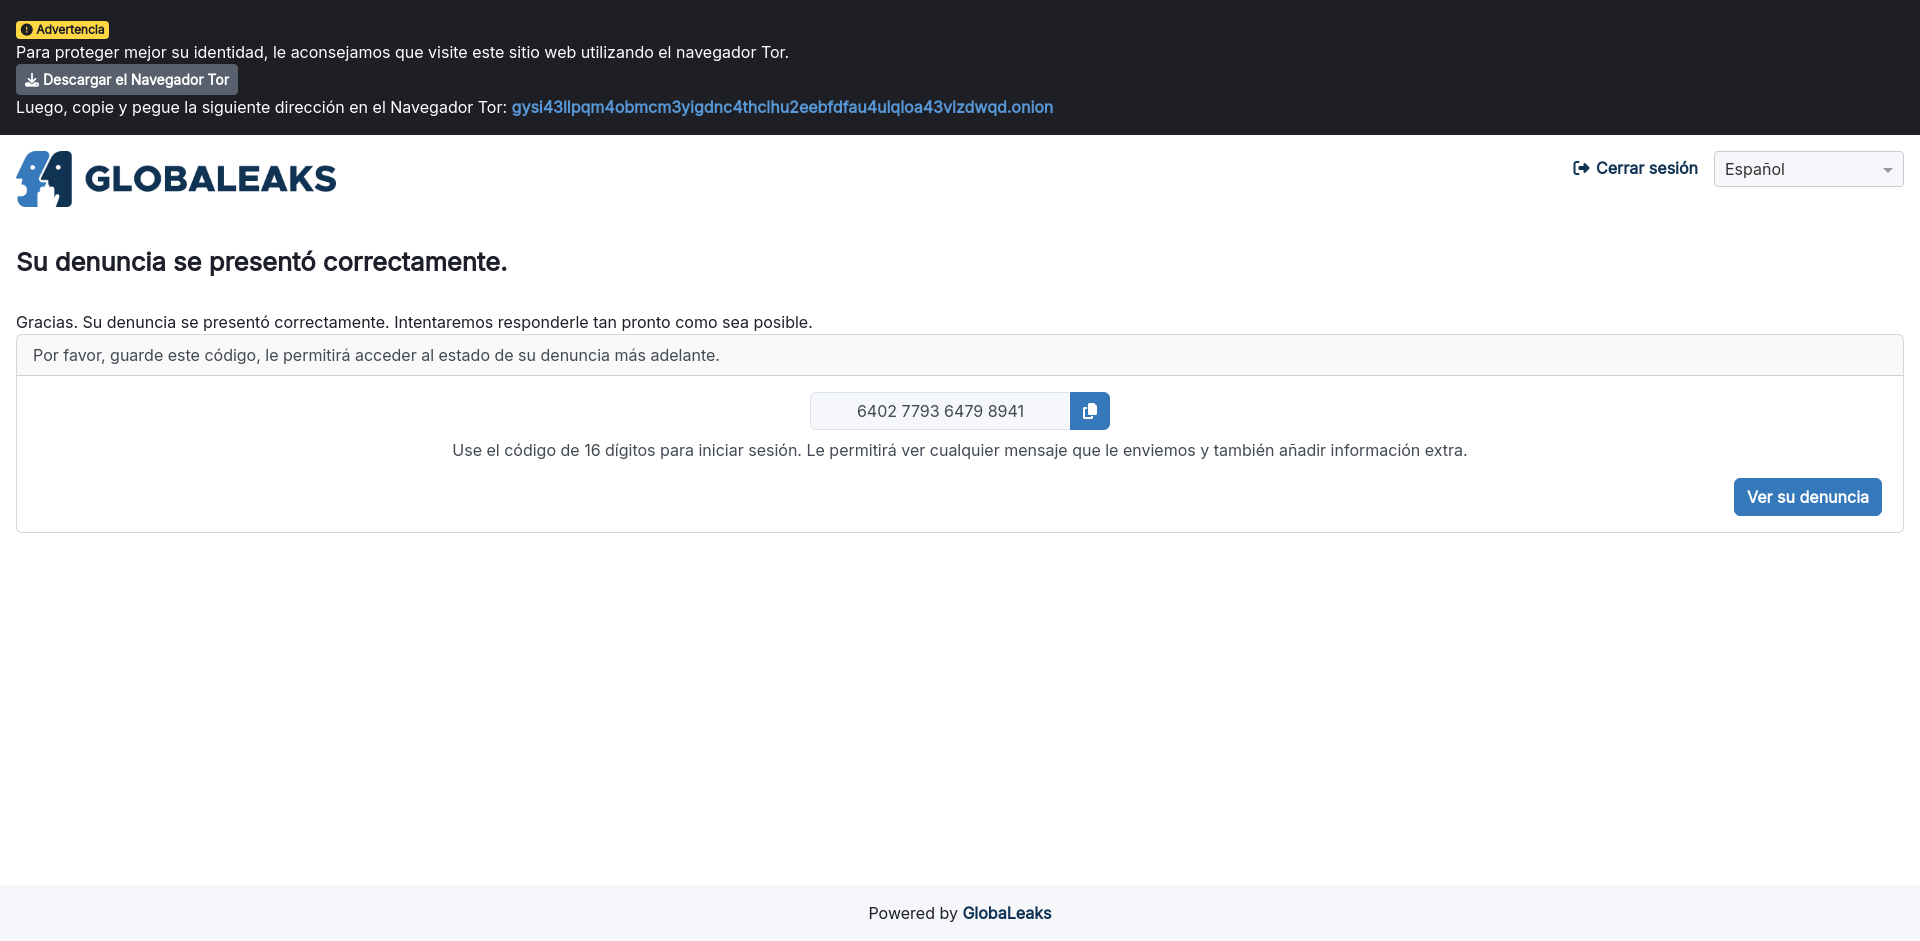 Advertencia
Para proteger mejor su identidad, le aconsejamos que visite este sitio web utilizando el navegador Tor.
Descargar el Navegador Tor
Luego, copie y pegue la siguiente dirección en el Navegador Tor: gysi43llpqm4obmcm3yigdnc4thclhu2eebfdfau4ulqloa43vlzdwqd.onion
GLOBALEAKS
Cerrar sesión
Español
Su denuncia se presentó correctamente.
Gracias. Su denuncia se presentó correctamente. Intentaremos responderle tan pronto como sea posible.
Por favor, guarde este código, le permitirá acceder al estado de su denuncia más adelante.
6402 7793 6479 8941
Use el código de 16 dígitos para iniciar sesión. Le permitirá ver cualquier mensaje que le enviemos y también añadir información extra.
Ver su denuncia
Powered by GlobaLeaks